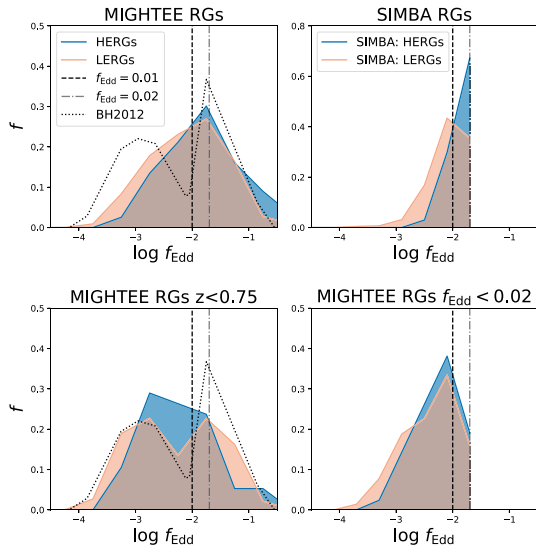 MIGHTEE RGs
HERGs
LERGs
f_Edd = 0.01
f_Edd = 0.02
BH2012
0.5
0.4
0.3
0.2
0.1
0.0
f
−4 −3 −2 −1
log f_Edd
SIMBA RGs
SIMBA: HERGs
SIMBA: LERGs
0.8
0.6
0.4
0.2
0.0
−4 −3 −2 −1
log f_Edd
MIGHTEE RGs z<0.75
0.5
0.4
0.3
0.2
0.1
0.0
f
−4 −3 −2 −1
log f_Edd
MIGHTEE RGs f_Edd < 0.02
0.5
0.4
0.3
0.2
0.1
0.0
−4 −3 −2 −1
log f_Edd